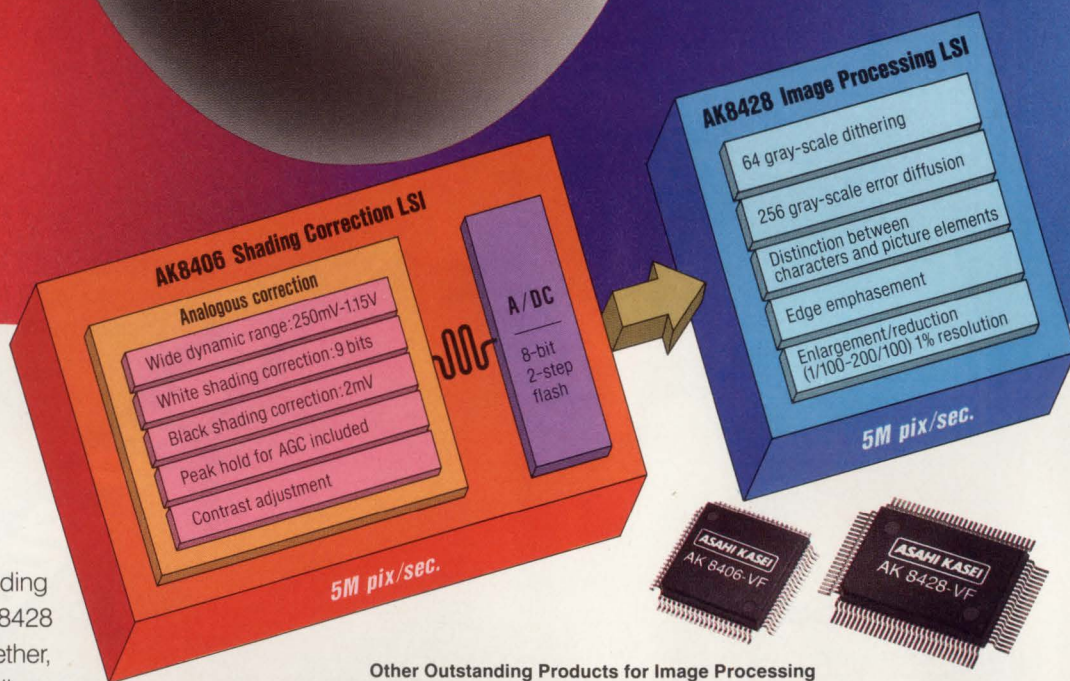 AK8406 Shading Correction LSI
Analogous correction
Wide dynamic range:250mV-1.15V
White shading correction:9 bits
Black shading correction:2mV
Peak hold for AGC included
Contrast adjustment
A/DC
8-bit
2-step
flash
5M pix/sec.
AK8428 Image Processing LSI
64 gray-scale dithering
256 gray-scale error diffusion
Distinction between
characters and picture elements
Edge emphasement
Enlargement/reduction
(1/100-200/100) 1% resolution
5M pix/sec.
ASAHI KASEI
AK 8406-VF
ASAHI KASEI
AK 8428-VF
ding
8428
ether,
Other Outstanding Products for Image Processing